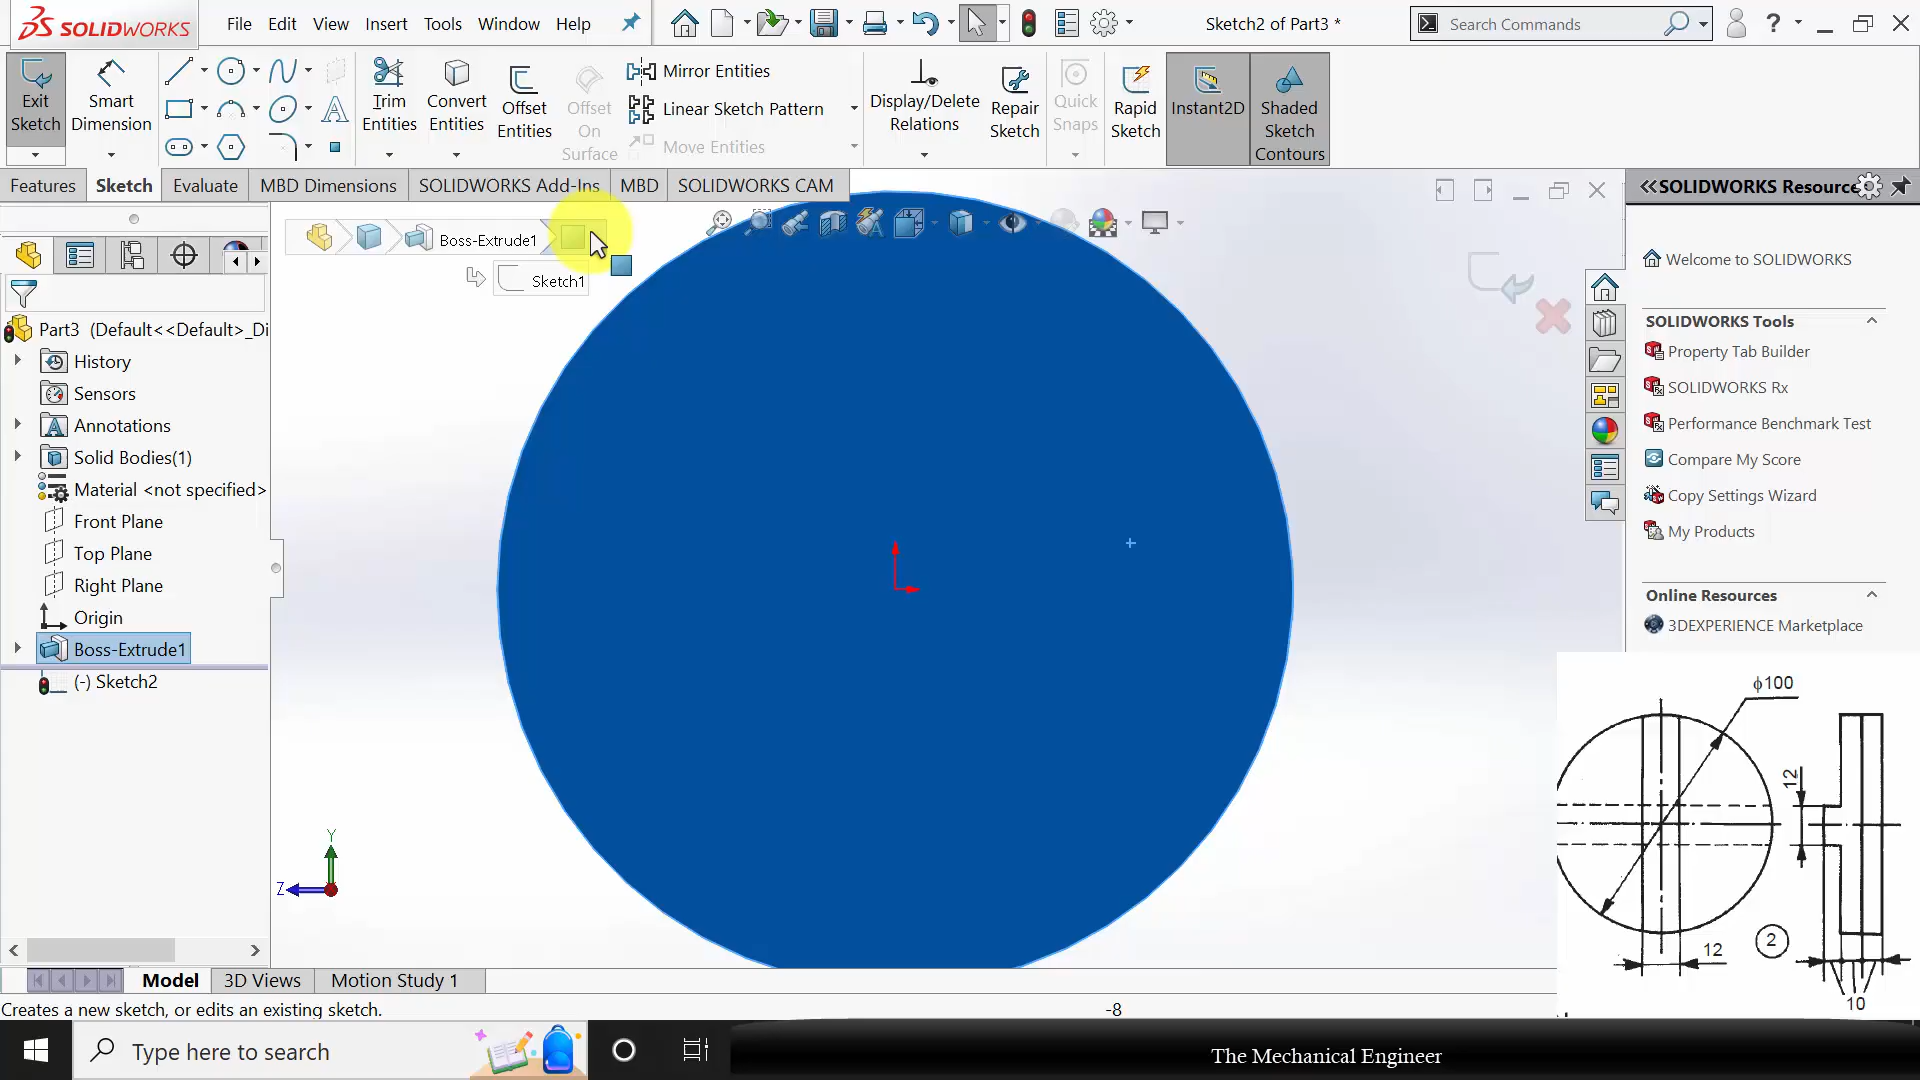 SOLIDWORKS
File Edit View Insert Tools Window Help
Sketch2 of Part3 *
Search Commands
Exit Sketch
Smart Dimension
Trim Entities
Convert Entities
Offset Entities
Offset On Surface
Mirror Entities
Linear Sketch Pattern
Move Entities
Display/Delete Relations
Repair Sketch
Quick Snaps
Rapid Sketch
Instant2D
Shaded Sketch Contours
Features Sketch Evaluate MBD Dimensions SOLIDWORKS Add-Ins MBD SOLIDWORKS CAM
SOLIDWORKS Resource
Boss-Extrude1
Sketch1
Part3 (Default<<Default>_Di
History
Sensors
Annotations
Solid Bodies(1)
Material <not specified>
Front Plane
Top Plane
Right Plane
Origin
Boss-Extrude1
(-) Sketch2
Y
Z
Welcome to SOLIDWORKS
SOLIDWORKS Tools
Property Tab Builder
SOLIDWORKS Rx
Performance Benchmark Test
Compare My Score
Copy Settings Wizard
My Products
Online Resources
3DEXPERIENCE Marketplace
ϕ100
12
12
2
10
Model 3D Views Motion Study 1
Creates a new sketch, or edits an existing sketch.
-8
Type here to search
The Mechanical Engineer